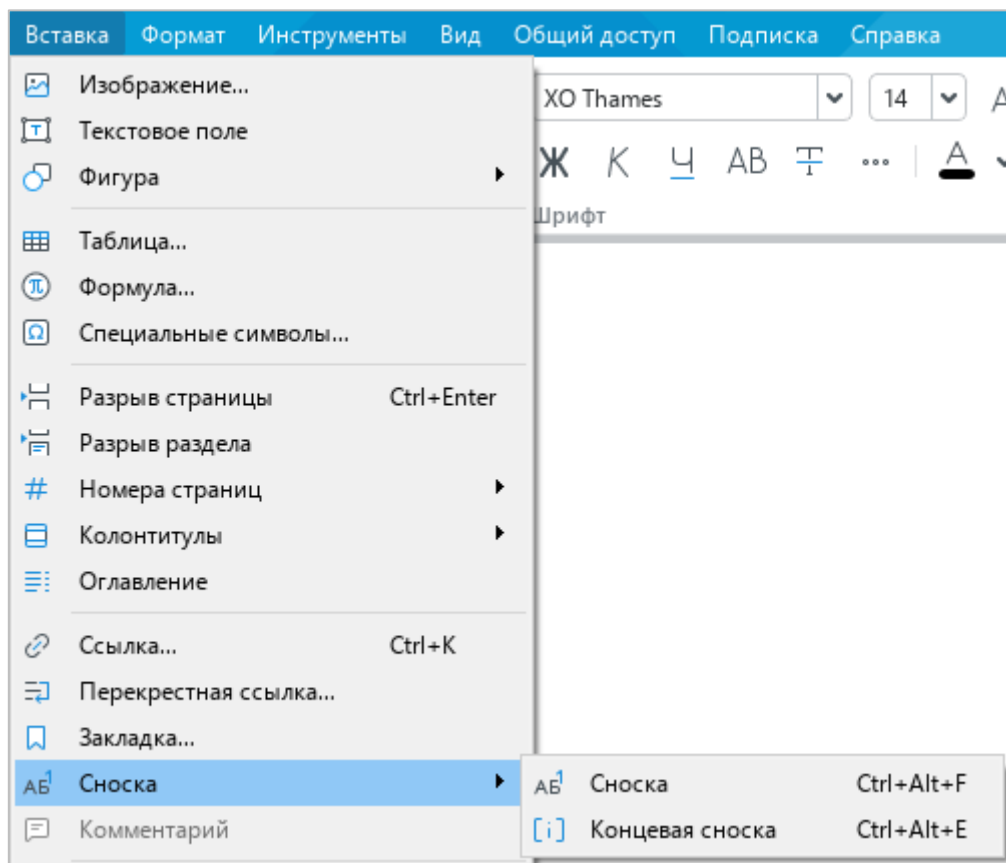 Вставка Формат Инструменты Вид Общий доступ Подписка Справка
Изображение...
Текстовое поле
Фигура
Таблица...
Формула...
Специальные символы...
Разрыв страницы Ctrl+Enter
Разрыв раздела
Номера страниц
Колонтитулы
Оглавление
Ссылка... Ctrl+K
Перекрестная ссылка...
Закладка...
Сноска
Комментарий
XO Thames 14
Ж К Ч АВ Т А
Шрифт
Сноска Ctrl+Alt+F
Концевая сноска Ctrl+Alt+E